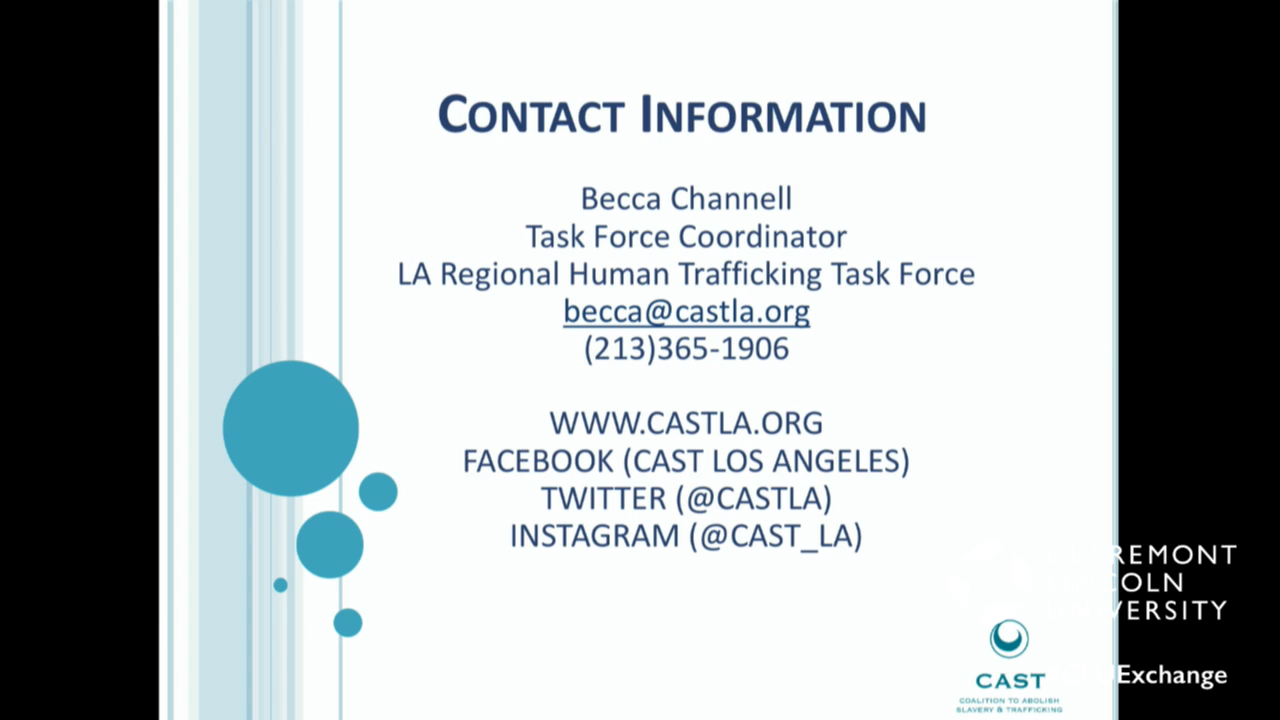 CONTACT INFORMATION
Becca Channell
Task Force Coordinator
LA Regional Human Trafficking Task Force
becca@castla.org
(213)365-1906
WWW.CASTLA.ORG
FACEBOOK (CAST LOS ANGELES)
TWITTER (@CASTLA)
INSTAGRAM (@CAST_LA)
UNIVERSITY
CAST
COALITION TO ABOLISH
SLAVERY & TRAFFICKING